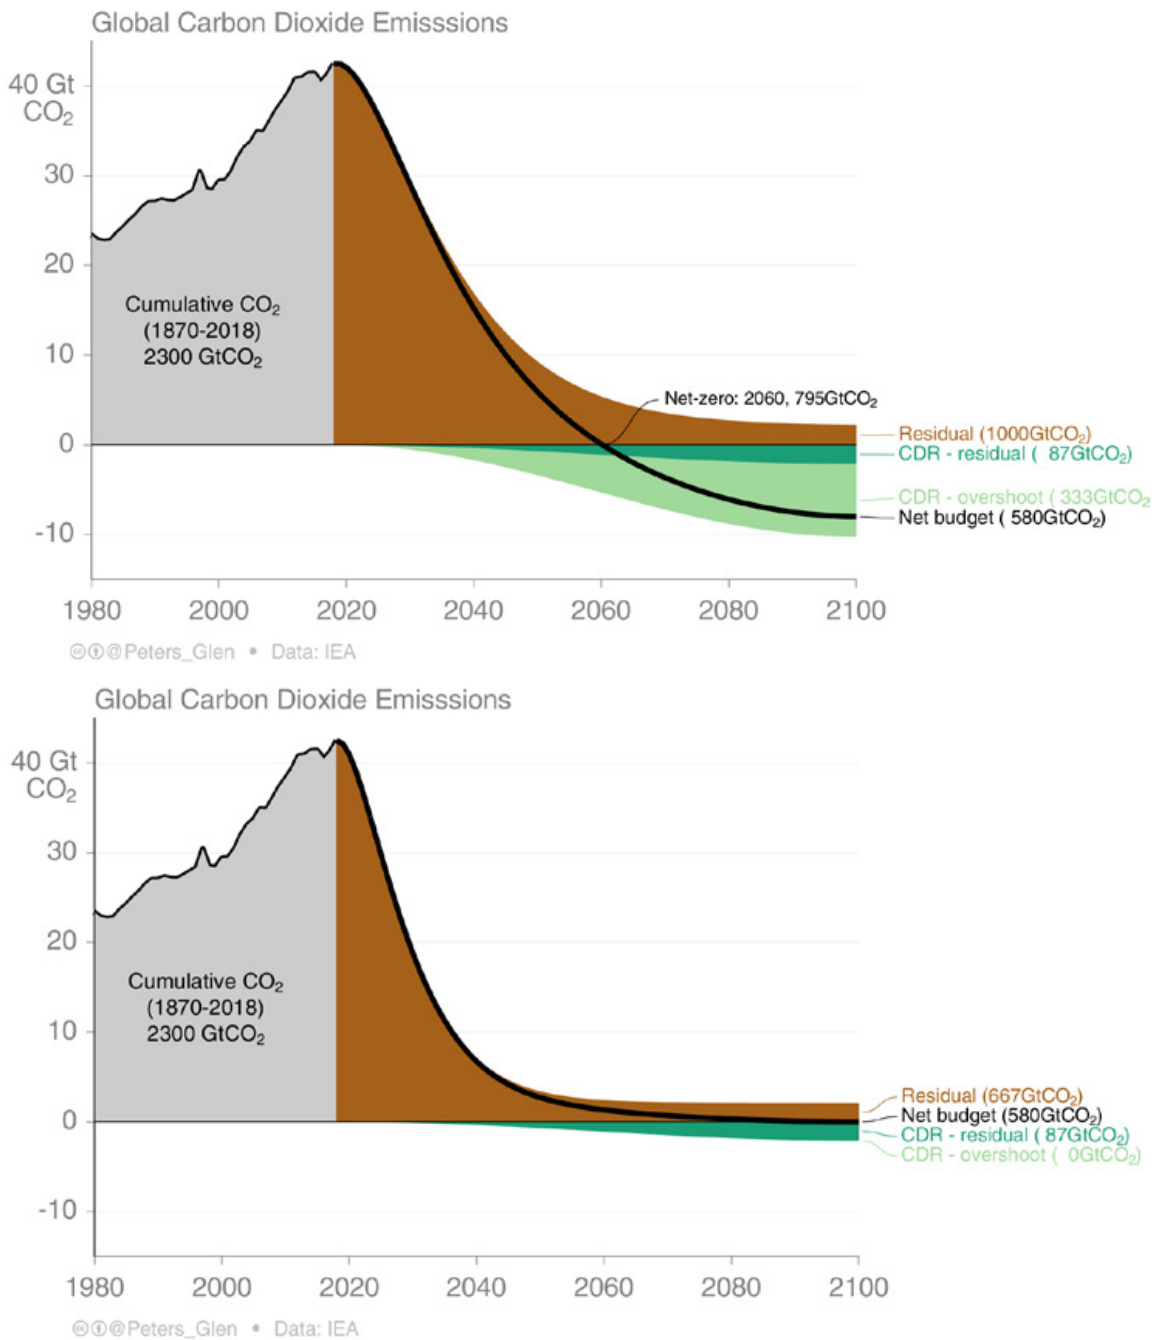 Global Carbon Dioxide Emisssions
40 Gt
CO₂
30
20
10
0
-10
Cumulative CO₂
(1870-2018)
2300 GtCO₂
Net-zero: 2060, 795GtCO₂
Residual (1000GtCO₂)
CDR - residual ( 87GtCO₂)
CDR - overshoot ( 333GtCO₂
Net budget ( 580GtCO₂)
1980 2000 2020 2040 2060 2080 2100
@Peters_Glen • Data: IEA
Global Carbon Dioxide Emisssions
40 Gt
CO₂
30
20
10
0
-10
Cumulative CO₂
(1870-2018)
2300 GtCO₂
Residual (667GtCO₂)
Net budget (580GtCO₂)
CDR - residual ( 87GtCO₂)
CDR - overshoot ( 0GtCO₂)
1980 2000 2020 2040 2060 2080 2100
@Peters_Glen • Data: IEA